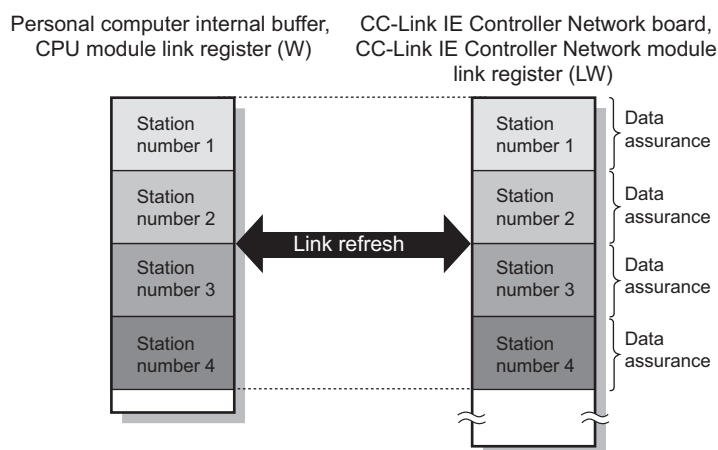 Personal computer internal buffer,
CPU module link register (W)
CC-Link IE Controller Network board,
CC-Link IE Controller Network module
link register (LW)
Station
number 1
Station
number 2
Station
number 3
Station
number 4
Link refresh
Station
number 1
Station
number 2
Station
number 3
Station
number 4
Data
assurance
Data
assurance
Data
assurance
Data
assurance